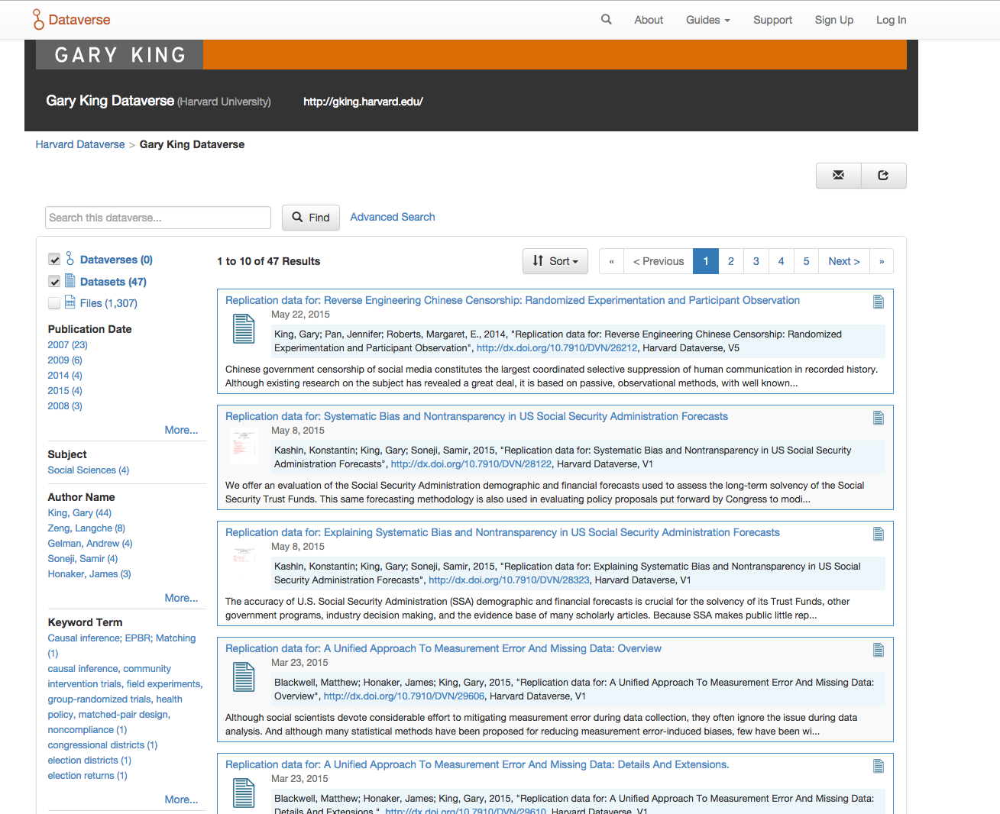 Dataverse
About
Guides
Support
Sign Up
Log In
GARY KING
Gary King Dataverse (Harvard University)
http://gking.harvard.edu/
Harvard Dataverse > Gary King Dataverse
Search this dataverse...
Find
Advanced Search
Dataverses (0)
Datasets (47)
Files (1,307)
Publication Date
2007 (23)
2009 (6)
2014 (4)
2015 (4)
2008 (3)
More...
Subject
Social Sciences (4)
Author Name
King, Gary (44)
Zeng, Langche (8)
Gelman, Andrew (4)
Soneji, Samir (4)
Honaker, James (3)
More...
Keyword Term
Causal inference; EPBR; Matching
(1)
causal inference, community
intervention trials, field experiments,
group-randomized trials, health
policy, matched-pair design,
noncompliance (1)
congressional districts (1)
election districts (1)
election returns (1)
More...
1 to 10 of 47 Results
Sort
« < Previous 1 2 3 4 5 Next > »
Replication data for: Reverse Engineering Chinese Censorship: Randomized Experimentation and Participant Observation
May 22, 2015
King, Gary; Pan, Jennifer; Roberts, Margaret, E., 2014, "Replication data for: Reverse Engineering Chinese Censorship: Randomized
Experimentation and Participant Observation", http://dx.doi.org/10.7910/DVN/26212, Harvard Dataverse, V5
Chinese government censorship of social media constitutes the largest coordinated selective suppression of human communication in recorded history.
Although existing research on the subject has revealed a great deal, it is based on passive, observational methods, with well known...
Replication data for: Systematic Bias and Nontransparency in US Social Security Administration Forecasts
May 8, 2015
Kashin, Konstantin; King, Gary; Soneji, Samir, 2015, "Replication data for: Systematic Bias and Nontransparency in US Social Security
Administration Forecasts", http://dx.doi.org/10.7910/DVN/28122, Harvard Dataverse, V1
We offer an evaluation of the Social Security Administration demographic and financial forecasts used to assess the long-term solvency of the Social
Security Trust Funds. This same forecasting methodology is also used in evaluating policy proposals put forward by Congress to modi...
Replication data for: Explaining Systematic Bias and Nontransparency in US Social Security Administration Forecasts
May 8, 2015
Kashin, Konstantin; King, Gary; Soneji, Samir, 2015, "Replication data for: Explaining Systematic Bias and Nontransparency in US Social
Security Administration Forecasts", http://dx.doi.org/10.7910/DVN/28323, Harvard Dataverse, V1
The accuracy of U.S. Social Security Administration (SSA) demographic and financial forecasts is crucial for the solvency of its Trust Funds, other
government programs, industry decision making, and the evidence base of many scholarly articles. Because SSA makes public little rep...
Replication data for: A Unified Approach To Measurement Error And Missing Data: Overview
Mar 23, 2015
Blackwell, Matthew; Honaker, James; King, Gary, 2015, "Replication data for: A Unified Approach To Measurement Error And Missing Data:
Overview", http://dx.doi.org/10.7910/DVN/29606, Harvard Dataverse, V1
Although social scientists devote considerable effort to mitigating measurement error during data collection, they often ignore the issue during data
analysis. And although many statistical methods have been proposed for reducing measurement error-induced biases, few have been wi...
Replication data for: A Unified Approach To Measurement Error And Missing Data: Details And Extensions.
Mar 23, 2015
Blackwell, Matthew; Honaker, James; King, Gary, 2015, "Replication data for: A Unified Approach To Measurement Error And Missing Data:
Details And Extensions.", http://dx.doi.org/10.7910/DVN/29610, Harvard Dataverse, V1